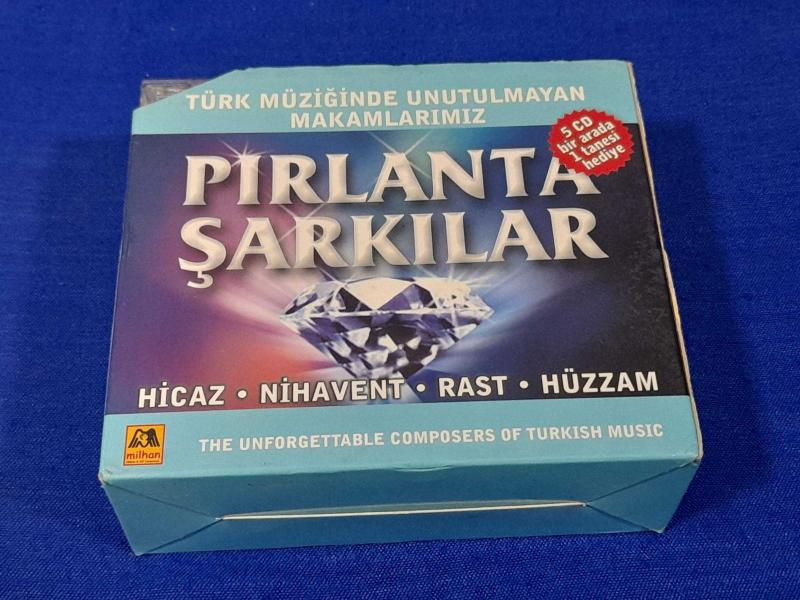 TÜRK MÜZİĞİNDE UNUTULMAYAN
MAKAMLARIMIZ
5 CD
bir arada
1 tanesi
hediye
PIRLANTA
ŞARKILAR
HİCAZ • NİHAVENT • RAST • HÜZZAM
milhan
THE UNFORGETTABLE COMPOSERS OF TURKISH MUSIC